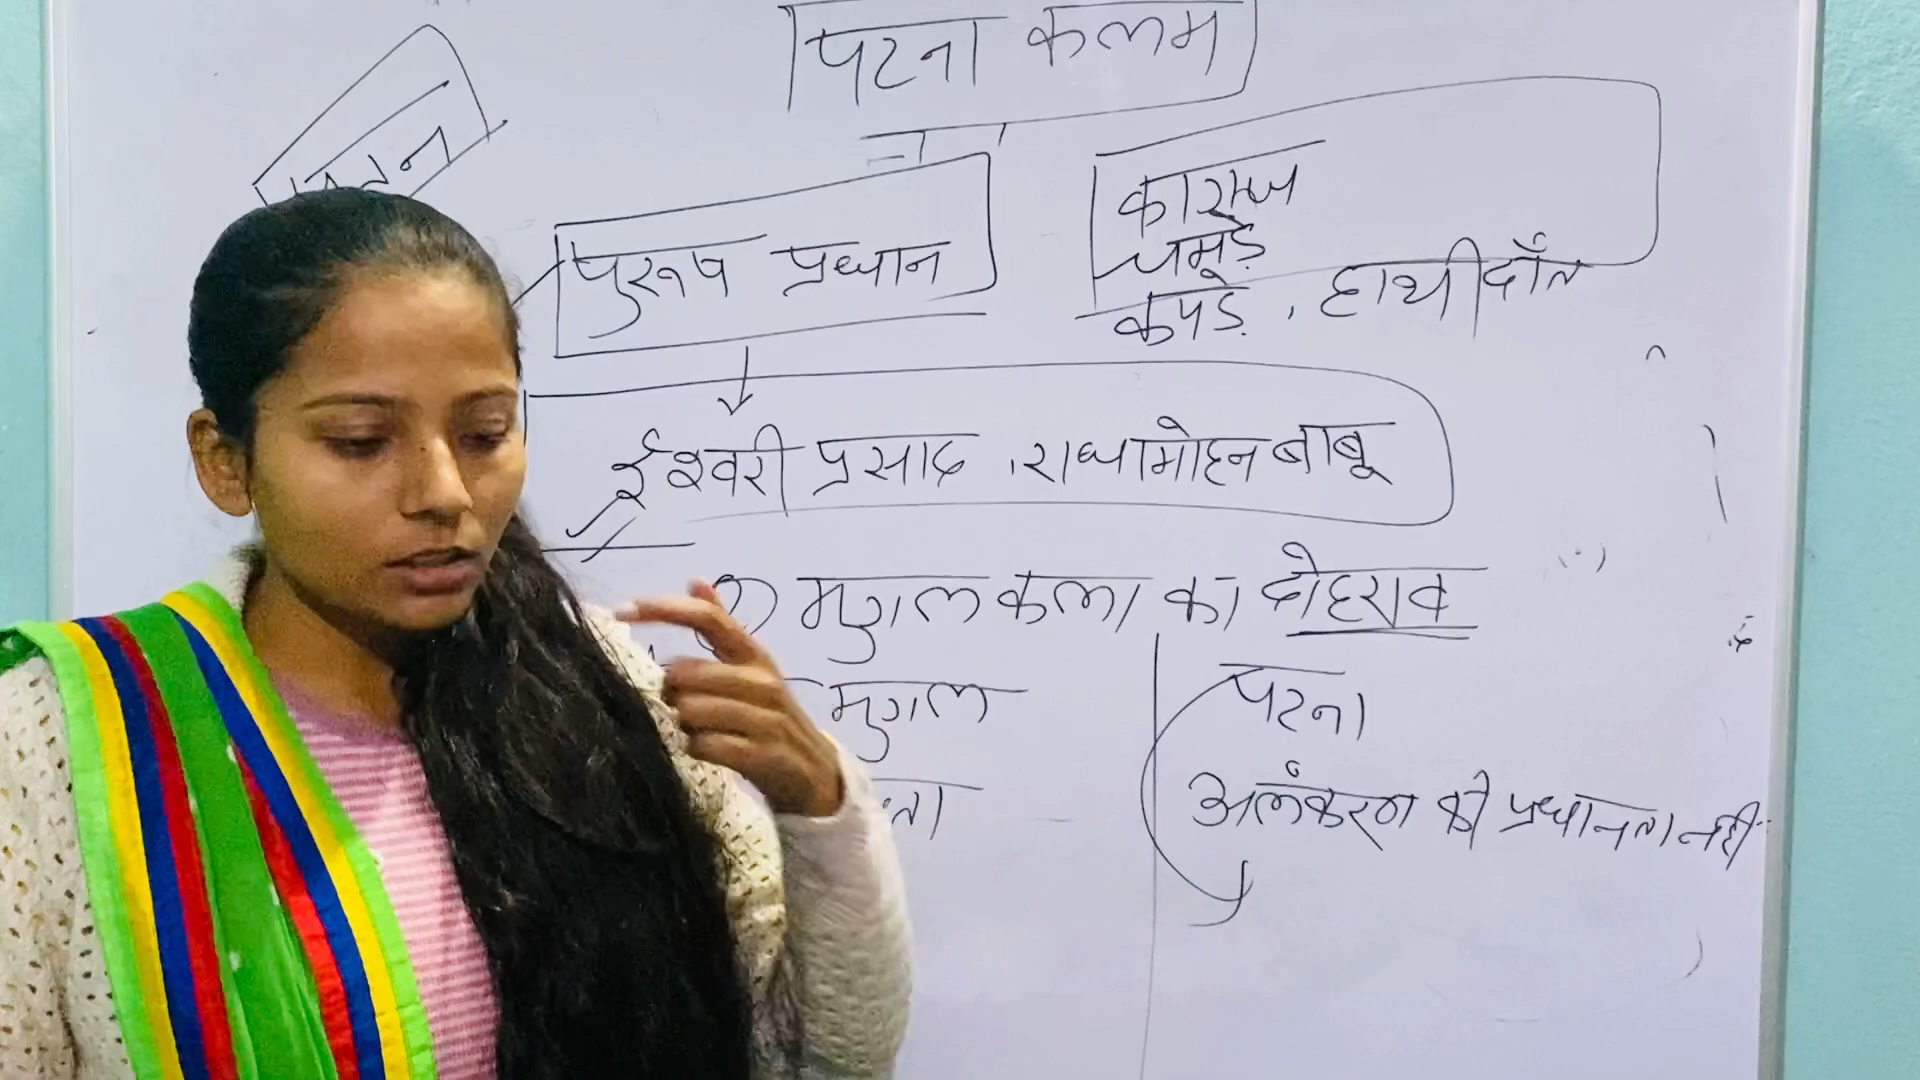 पटना कलम
कागज
चमड़े
पुरूष प्रधान
कपड़े, हाथीदाँत
ईश्वरी प्रसाद, राधामोहन बाबू
मुगल कला का दोहराव
मुगल
पटना
अलंकरण की प्रधानता नहीं